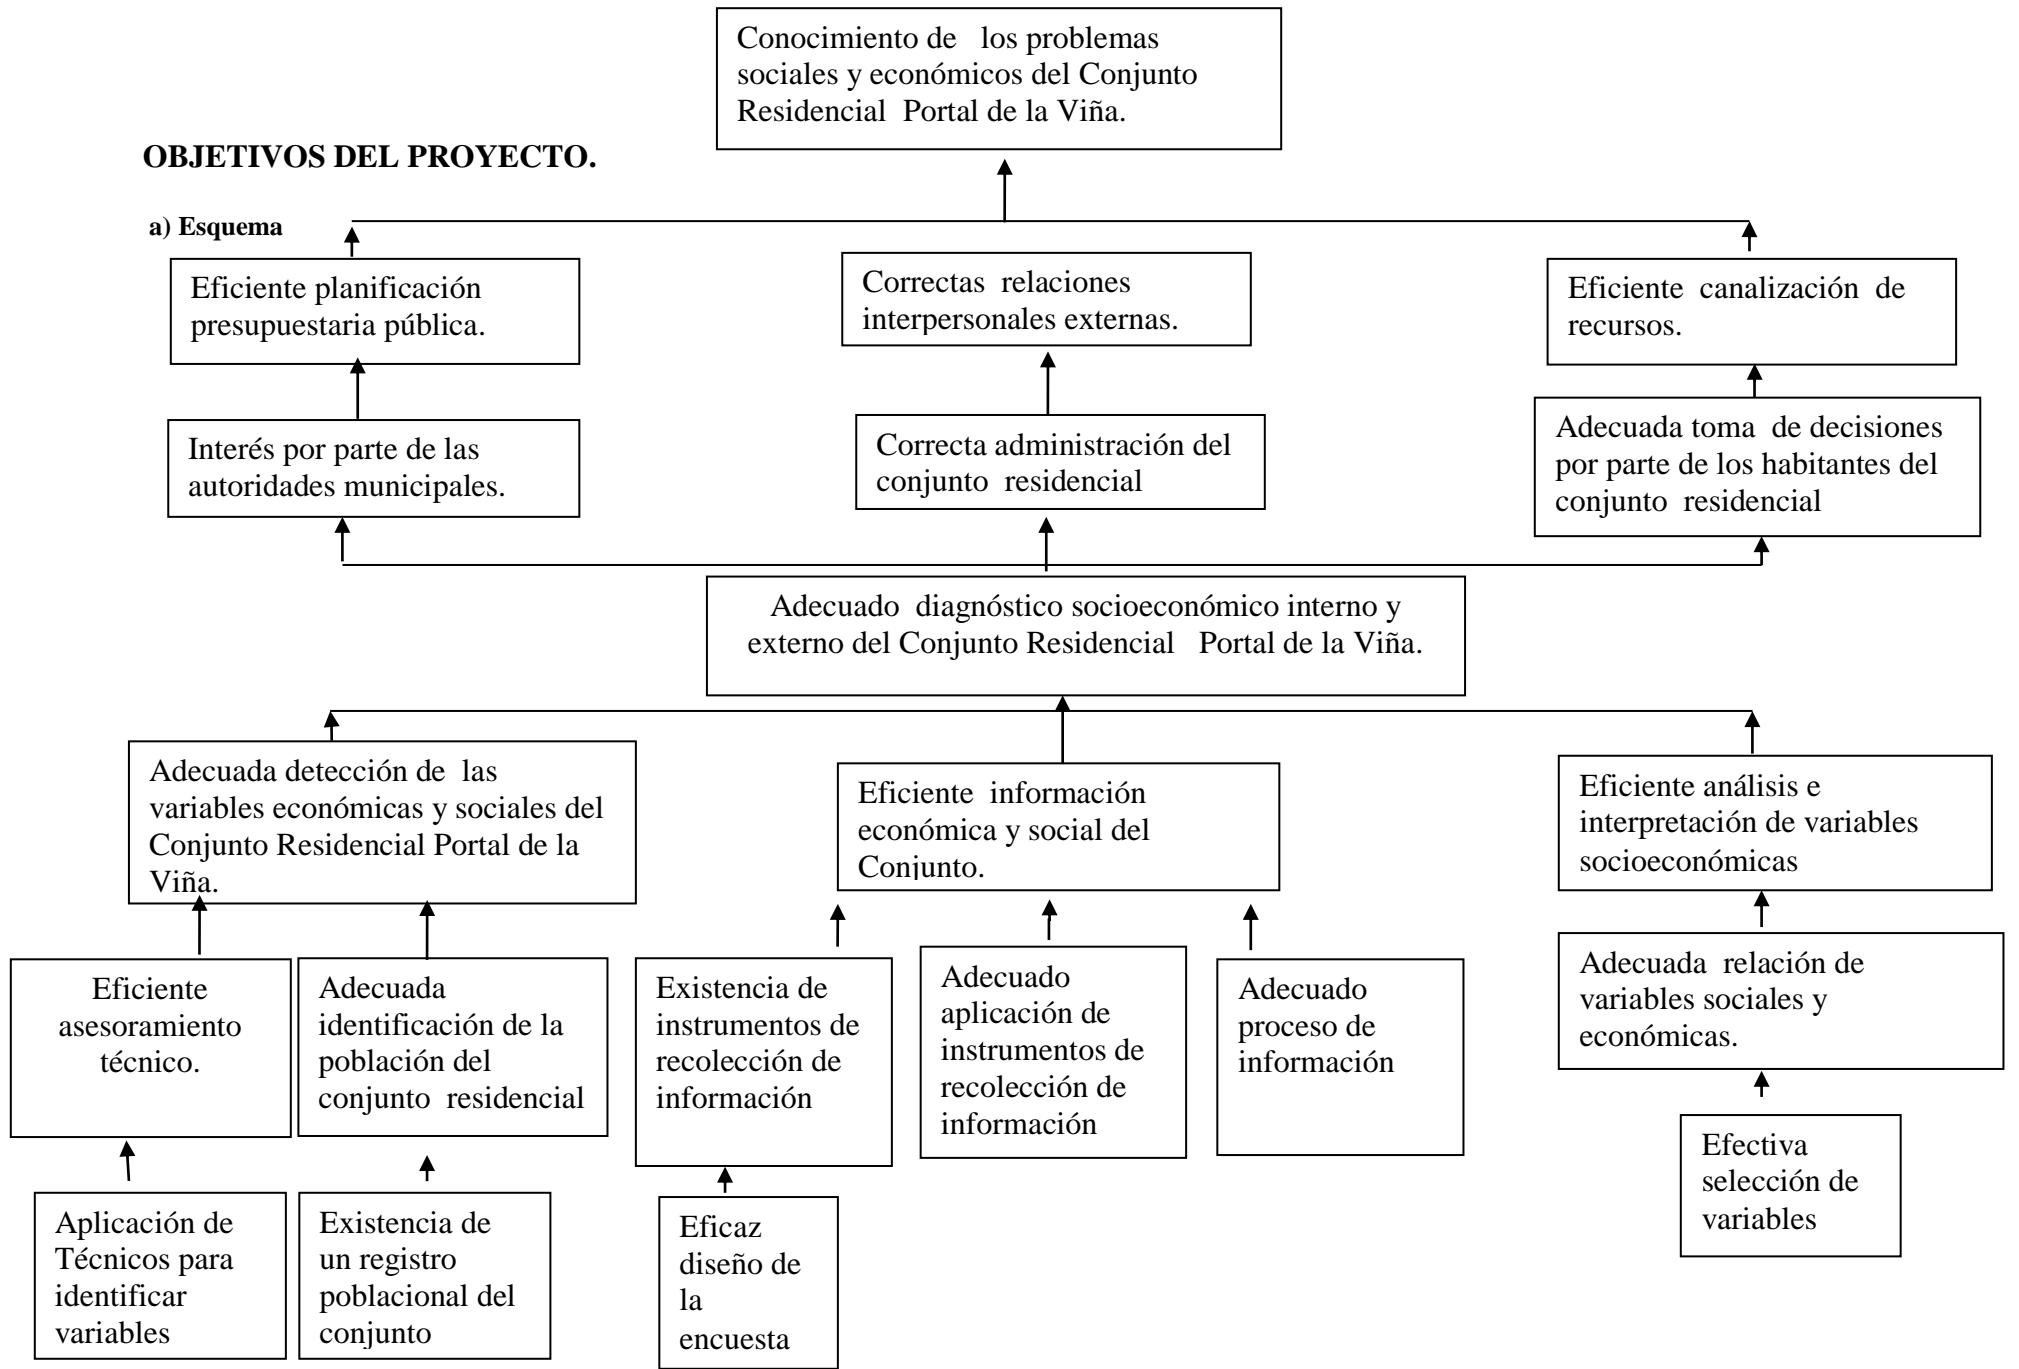 Conocimiento de los problemas
sociales y económicos del Conjunto
Residencial Portal de la Viña.
OBJETIVOS DEL PROYECTO.
a) Esquema
Eficiente planificación
presupuestaria pública.
Correctas relaciones
interpersonales externas.
Eficiente canalización de
recursos.
Interés por parte de las
autoridades municipales.
Correcta administración del
conjunto residencial
Adecuada toma de decisiones
por parte de los habitantes del
conjunto residencial
Adecuado diagnóstico socioeconómico interno y
externo del Conjunto Residencial Portal de la Viña.
Adecuada detección de las
variables económicas y sociales del
Conjunto Residencial Portal de la
Viña.
Eficiente información
económica y social del
Conjunto.
Eficiente análisis e
interpretación de variables
socioeconómicas
Eficiente
asesoramiento
técnico.
Adecuada
identificación de la
población del
conjunto residencial
Existencia de
instrumentos de
recolección de
información
Adecuado
aplicación de
instrumentos de
recolección de
información
Adecuado
proceso de
información
Adecuada relación de
variables sociales y
económicas.
Aplicación de
Técnicos para
identificar
variables
Existencia de
un registro
poblacional del
conjunto
Eficaz
diseño de
la
encuesta
Efectiva
selección de
variables